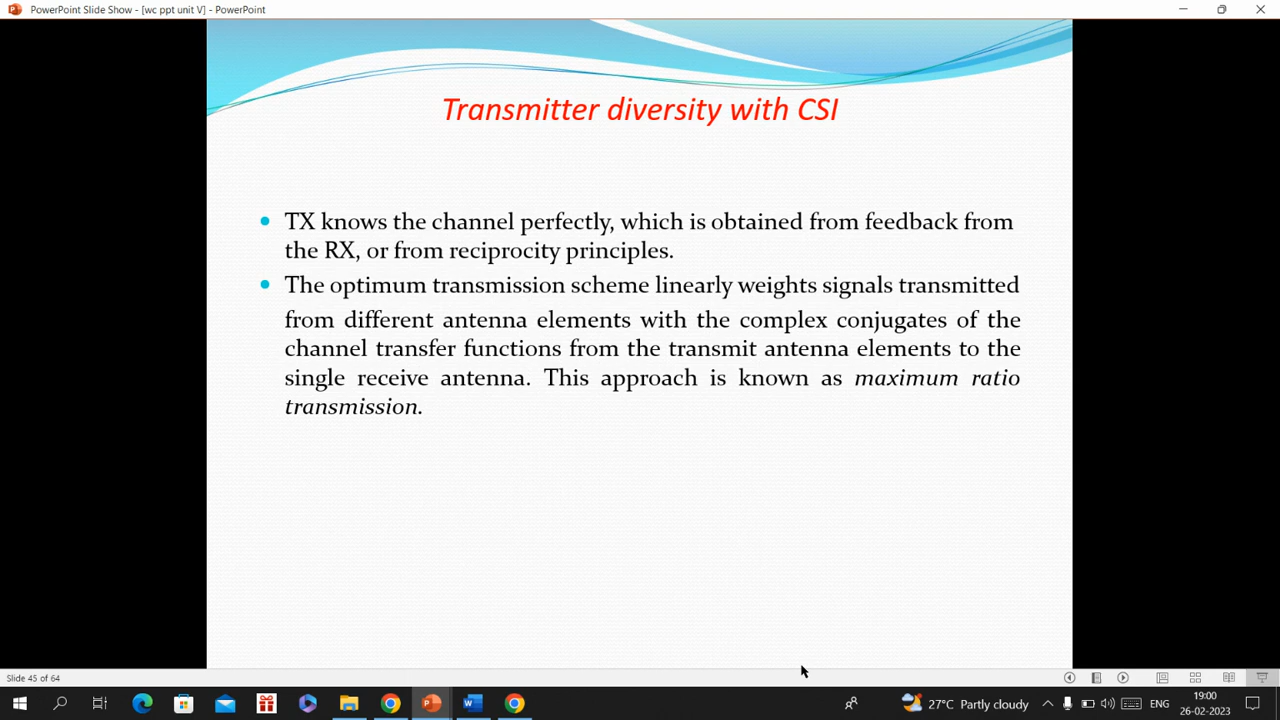 PowerPoint Slide Show - [wc ppt unit V] - PowerPoint
Transmitter diversity with CSI
• TX knows the channel perfectly, which is obtained from feedback from
the RX, or from reciprocity principles.
• The optimum transmission scheme linearly weights signals transmitted
from different antenna elements with the complex conjugates of the
channel transfer functions from the transmit antenna elements to the
single receive antenna. This approach is known as maximum ratio
transmission.
Slide 45 of 64
27°C Partly cloudy
ENG
19:00
26-02-2023